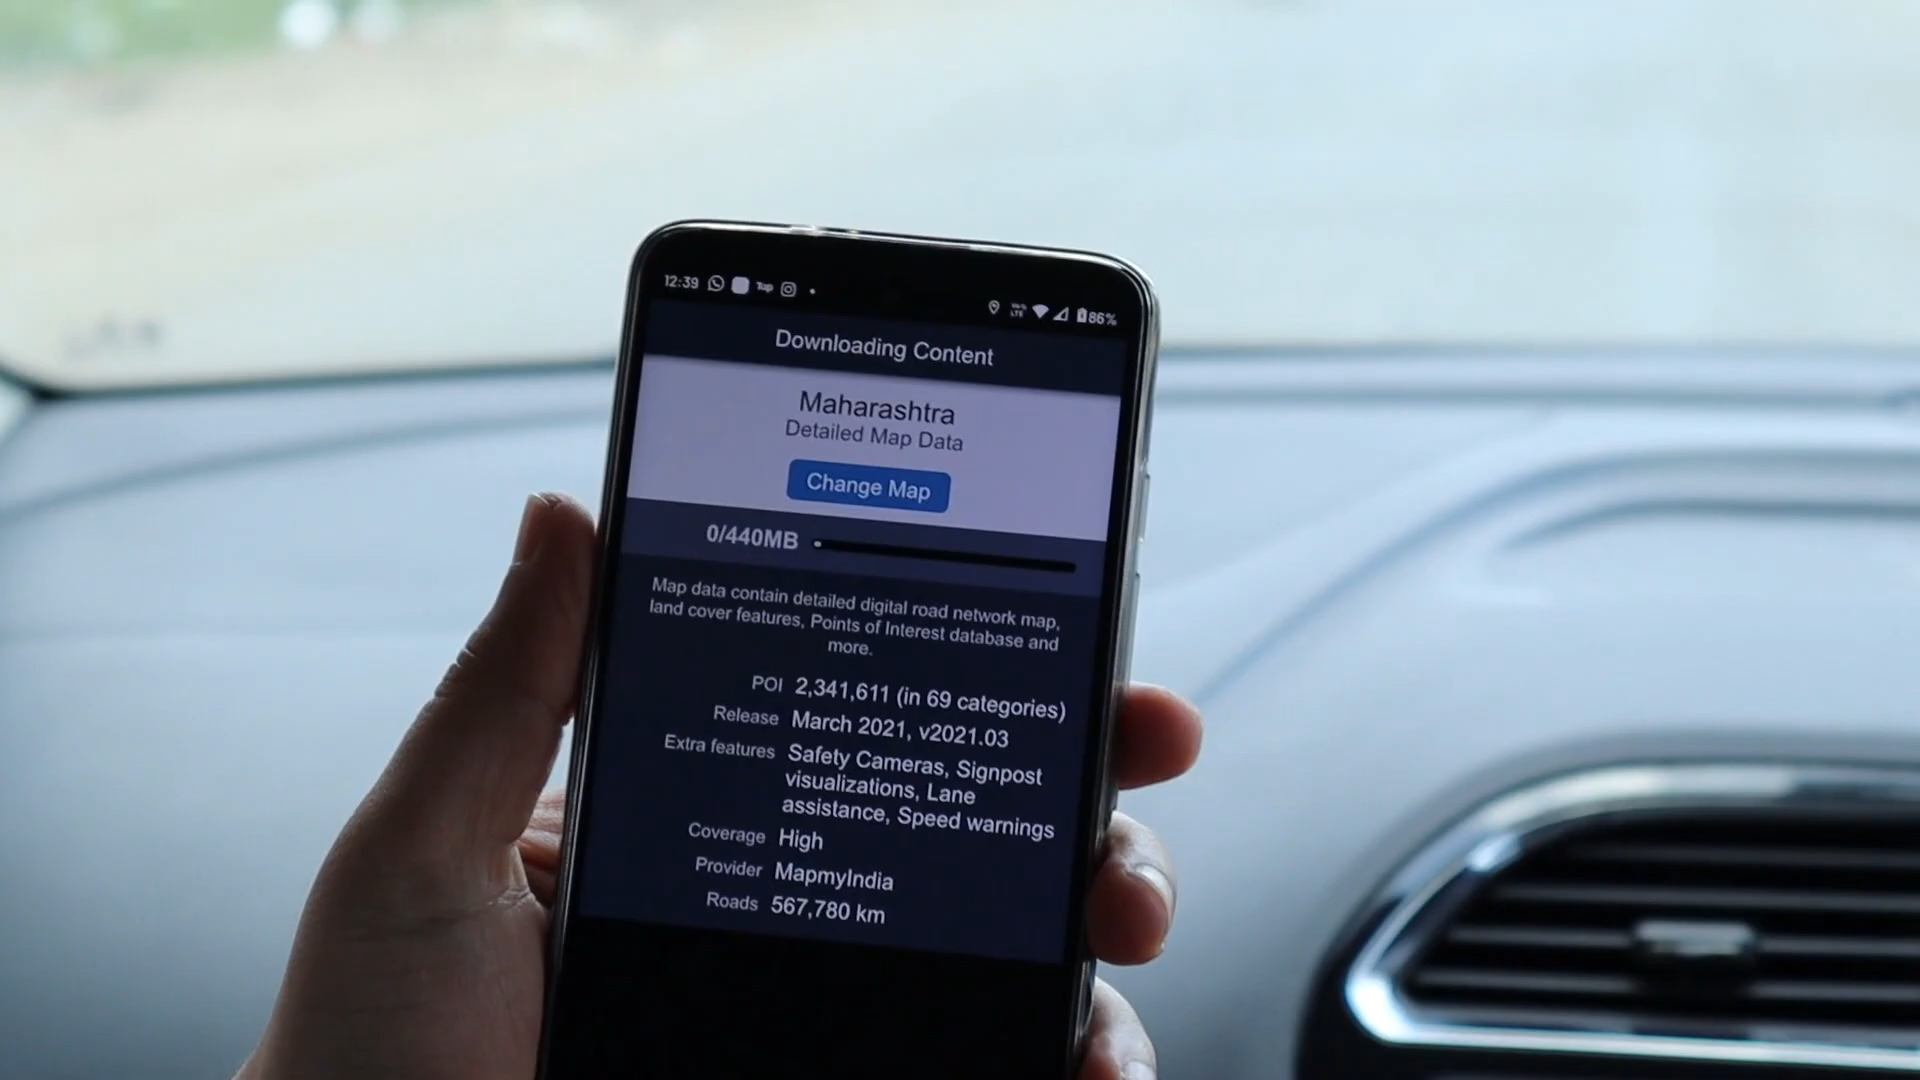 12:39 Top 86%
Downloading Content
Maharashtra
Detailed Map Data
Change Map
0/440MB
Map data contain detailed digital road network map,
land cover features, Points of Interest database and
more.
POI 2,341,611 (in 69 categories)
Release March 2021, v2021.03
Extra features Safety Cameras, Signpost
visualizations, Lane
assistance, Speed warnings
Coverage High
Provider MapmyIndia
Roads 567,780 km